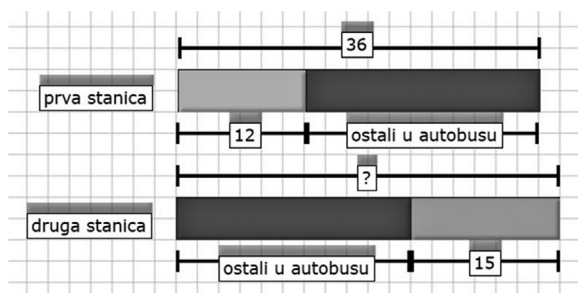 36
prva stanica
12
ostali u autobusu
?
druga stanica
ostali u autobusu
15